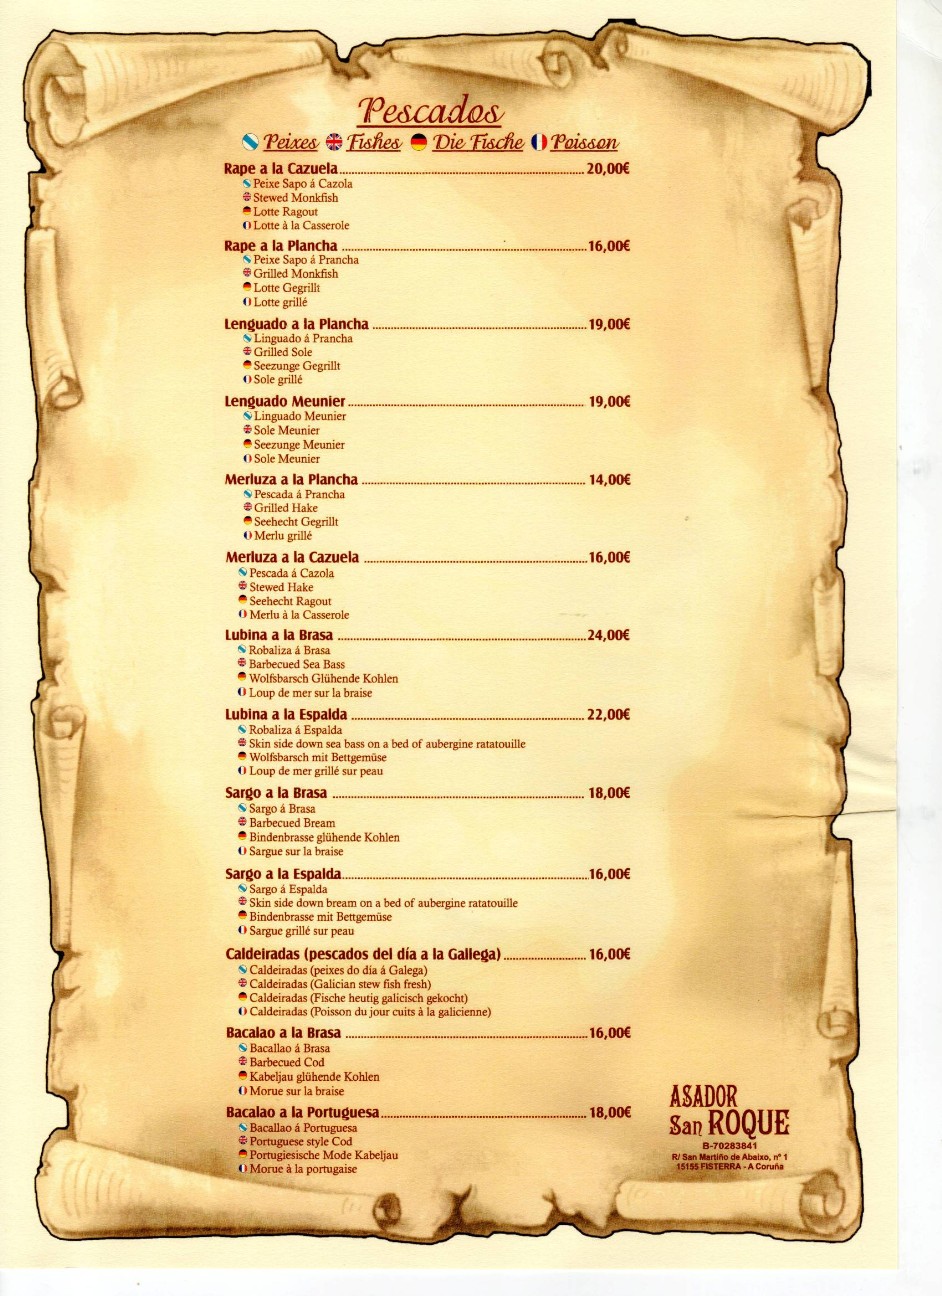 Pescados
Peixes Fishes Die Fische Poisson
Rape a la Cazuela.......................................................................... 20,00€
Peixe Sapo á Cazola
Stewed Monkfish
Lotte Ragout
Lotte à la Casserole
Rape a la Plancha ..........................................................................16,00€
Peixe Sapo á Prancha
Grilled Monkfish
Lotte Gegrillt
Lotte grillé
Lenguado a la Plancha .................................................................19,00€
Linguado á Prancha
Grilled Sole
Seezunge Gegrillt
Sole grillé
Lenguado Meunier........................................................................ 19,00€
Linguado Meunier
Sole Meunier
Seezunge Meunier
Sole Meunier
Merluza a la Plancha .................................................................... 14,00€
Pescada á Prancha
Grilled Hake
Seehecht Gegrillt
Merlu grillé
Merluza a la Cazuela ....................................................................16,00€
Pescada á Cazola
Stewed Hake
Seehecht Ragout
Merlu à la Casserole
Lubina a la Brasa ...........................................................................24,00€
Robaliza á Brasa
Barbecued Sea Bass
Wolfsbarsch Glühende Kohlen
Loup de mer sur la braise
Lubina a la Espalda ....................................................................... 22,00€
Robaliza á Espalda
Skin side down sea bass on a bed of aubergine ratatouille
Wolfsbarsch mit Bettgemüse
Loup de mer grillé sur peau
Sargo a la Brasa ............................................................................ 18,00€
Sargo á Brasa
Barbecued Bream
Bindenbrasse glühende Kohlen
Sargue sur la braise
Sargo a la Espalda...........................................................................16,00€
Sargo á Espalda
Skin side down bream on a bed of aubergine ratatouille
Bindenbrasse mit Bettgemüse
Sargue grillé sur peau
Caldeiradas (pescados del día a la Gallega) ......................... 16,00€
Caldeiradas (peixes do dia á Galega)
Caldeiradas (Galician stew fish fresh)
Caldeiradas (Fische heutig galicisch gekocht)
Caldeiradas (Poisson du jour cuits à la galicienne)
Bacalao a la Brasa ......................................................................... 16,00€
Bacallao á Brasa
Barbecued Cod
Kabeljau glühende Kohlen
Morue sur la braise
Bacalao a la Portuguesa.............................................................. 18,00€
Bacallao á Portuguesa
Portuguese style Cod
Portugiesische Mode Kabeljau
Morue à la portugaise
ASADOR
San ROQUE
B-70283841
R/ San Martiño de Abaixo, nº 1
15155 FISTERRA - A Coruña